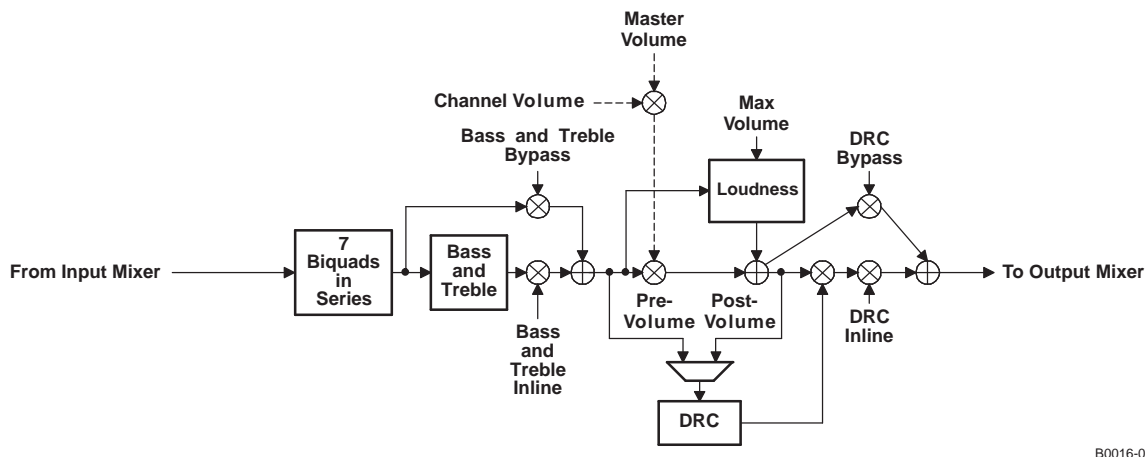 Master
Volume
Channel Volume
Max
Volume
Bass and Treble
Bypass
DRC
Bypass
Loudness
7
Biquads
in
Series
Bass
and
Treble
From Input Mixer
To Output Mixer
Pre-
Volume
Post-
Volume
DRC
Inline
Bass
and
Treble
Inline
DRC
B0016-0